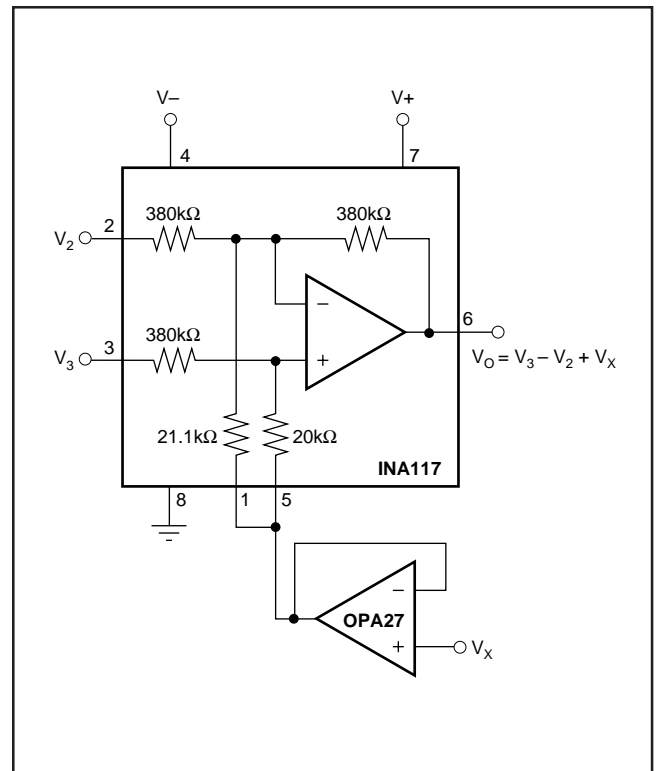 V– V+
4 7
380kΩ 380kΩ
2
V2
–
3 380kΩ 6
V3
+
VO = V3 – V2 + VX
21.1kΩ 20kΩ
INA117
8 1 5
–
OPA27
+ VX